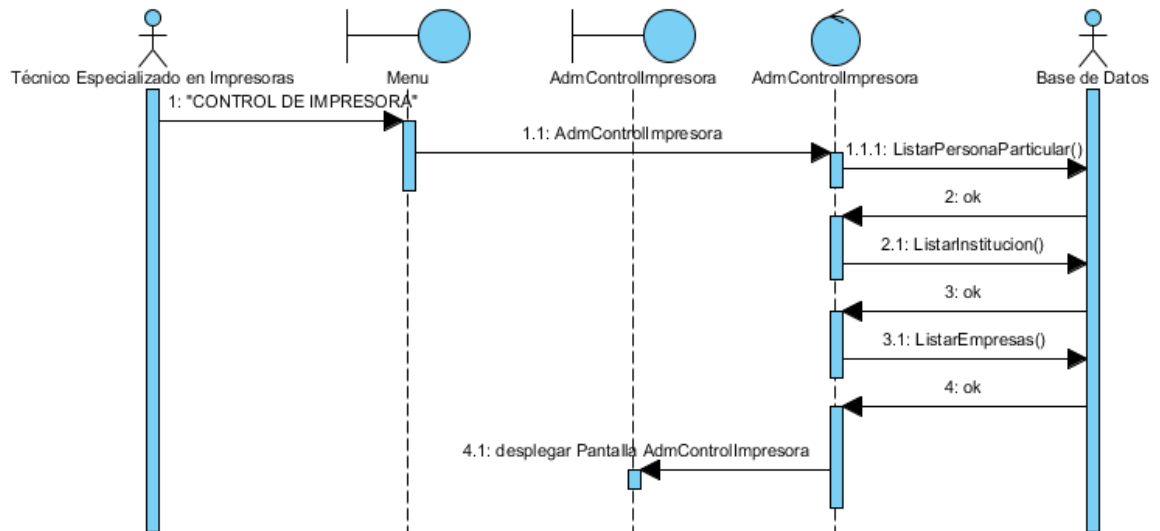 Técnico Especializado en Impresoras
Menu
AdmControlImpresora
AdmControlImpresora
Base de Datos
1: "CONTROL DE IMPRESORA"
1.1: AdmControlImpresora
1.1.1: ListarPersonaParticular()
2: ok
2.1: ListarInstitucion()
3: ok
3.1: ListarEmpresas()
4: ok
4.1: desplegar Pantalla AdmControlImpresora